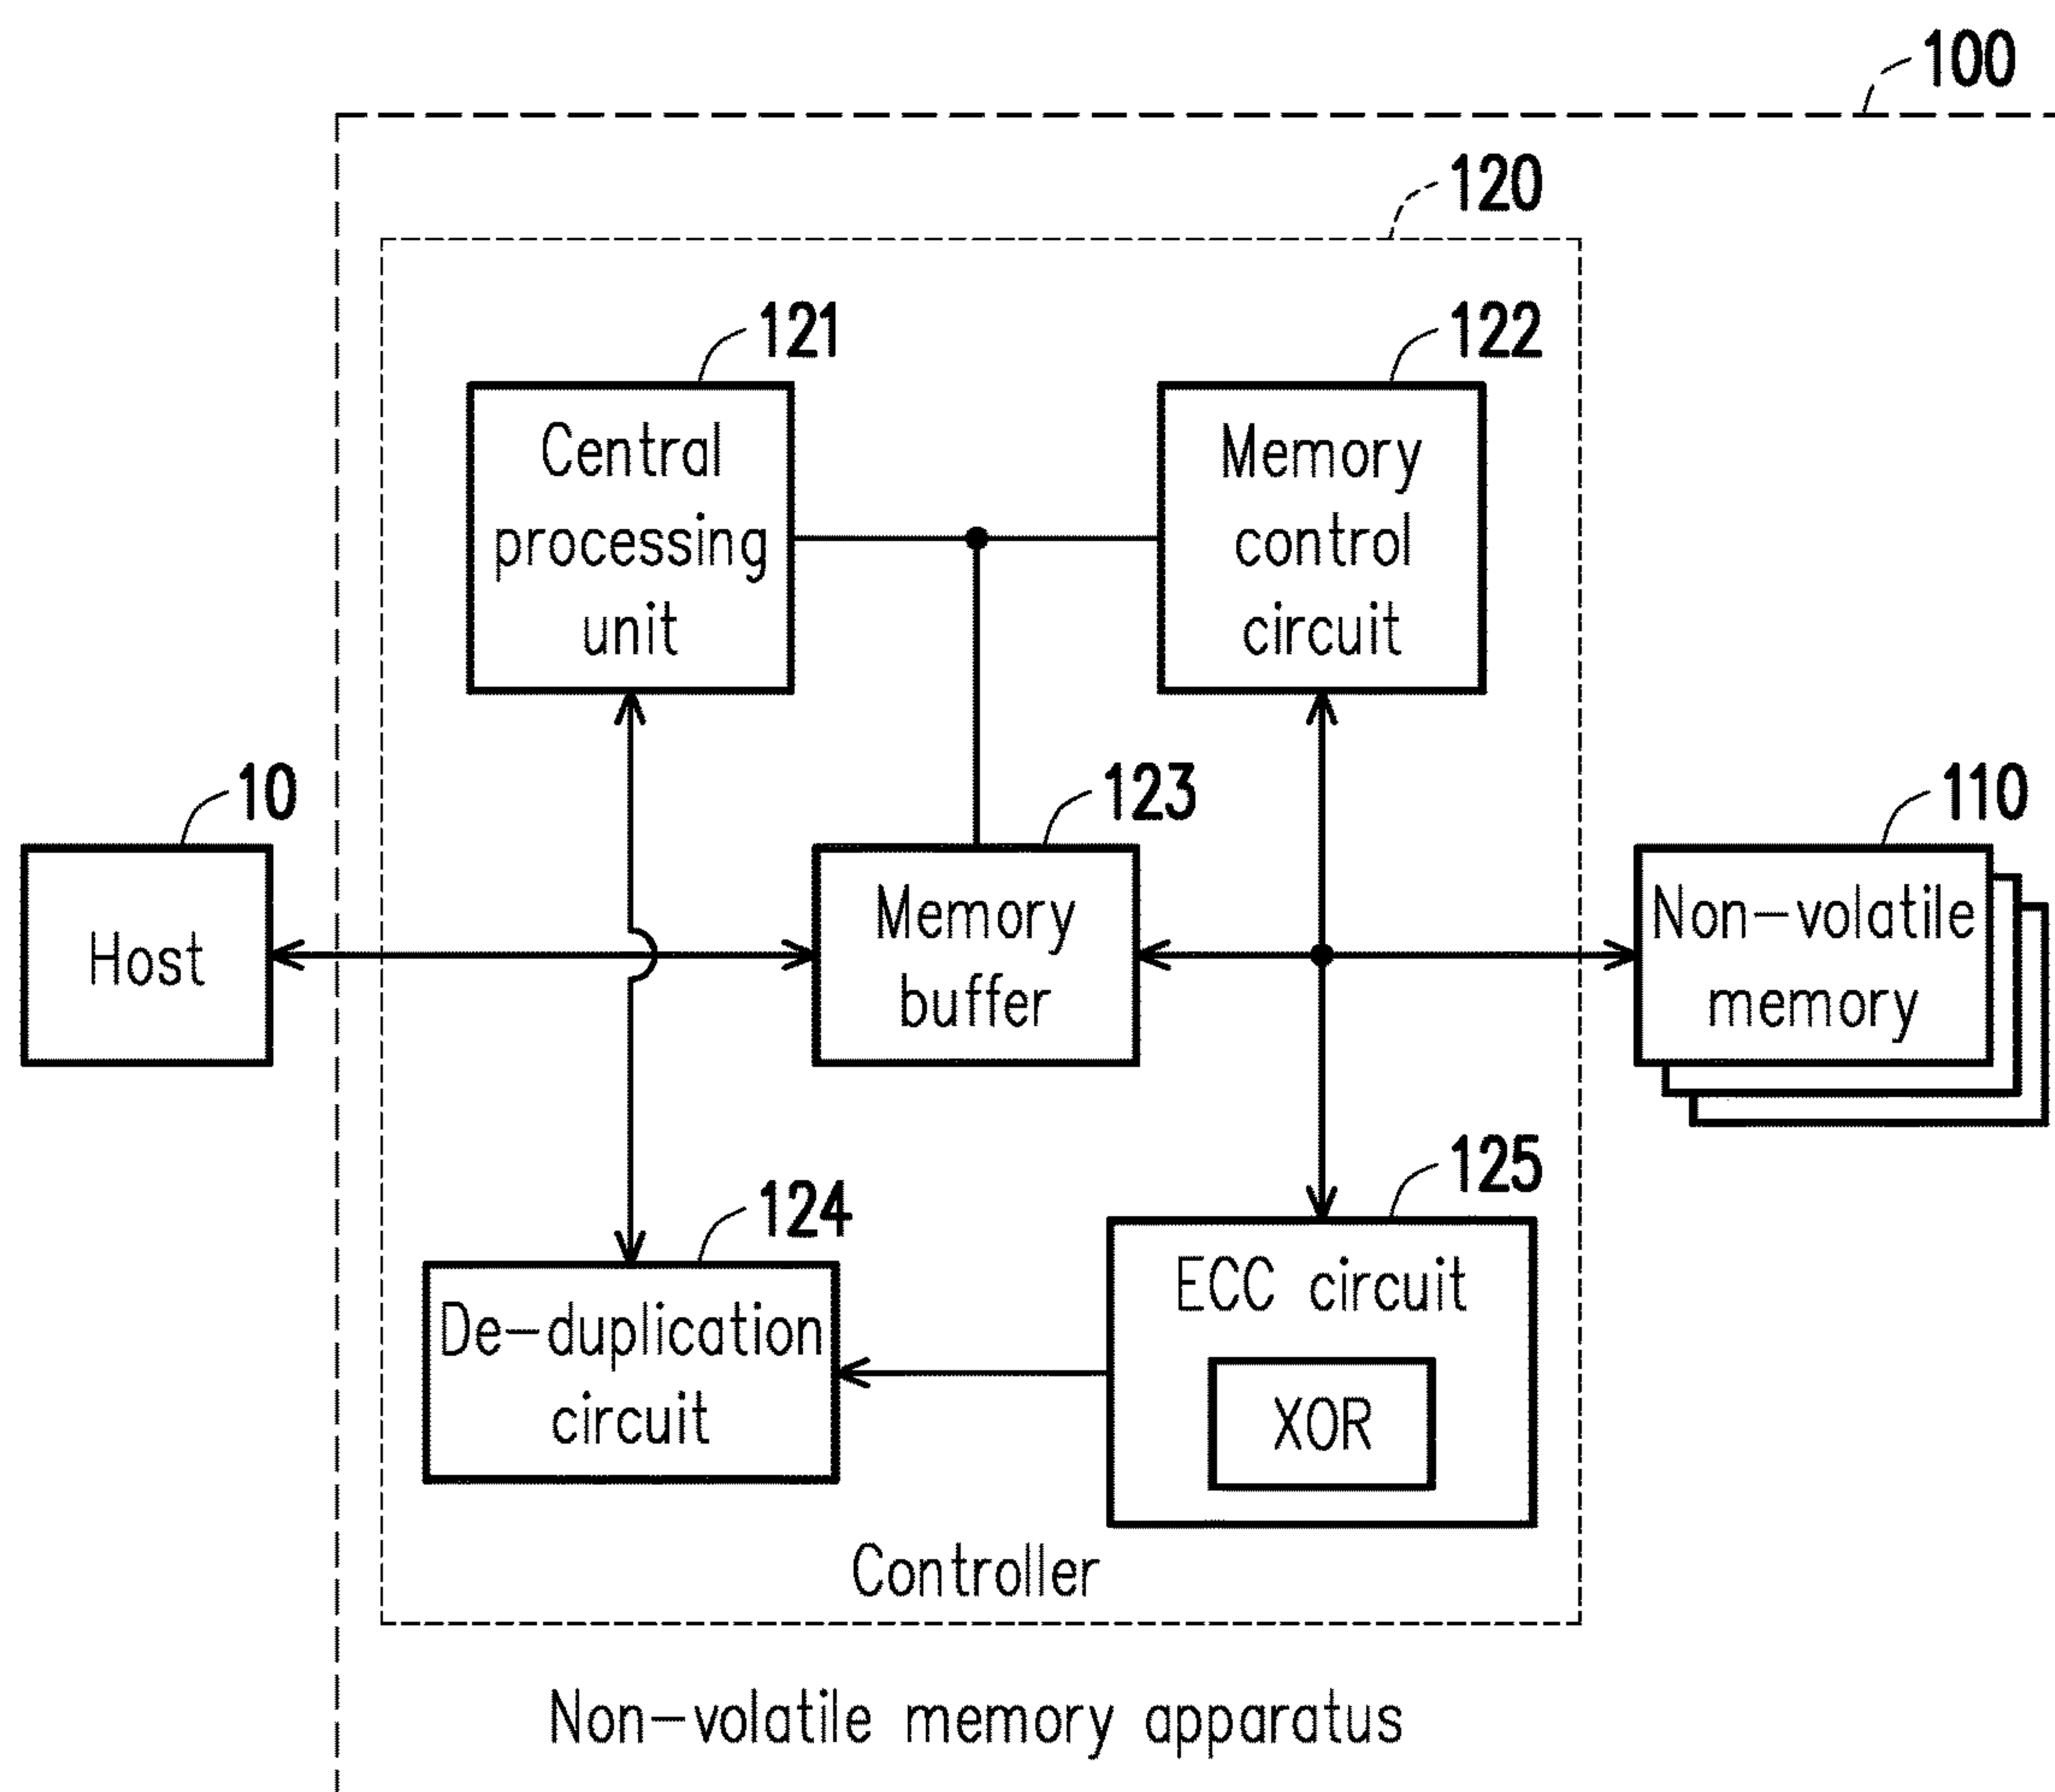 100
120
121
122
Central
processing
unit
Memory
control
circuit
10
123
110
Host
Memory
buffer
Non-volatile
memory
124
125
De-duplication
circuit
ECC circuit
XOR
Controller
Non-volatile memory apparatus